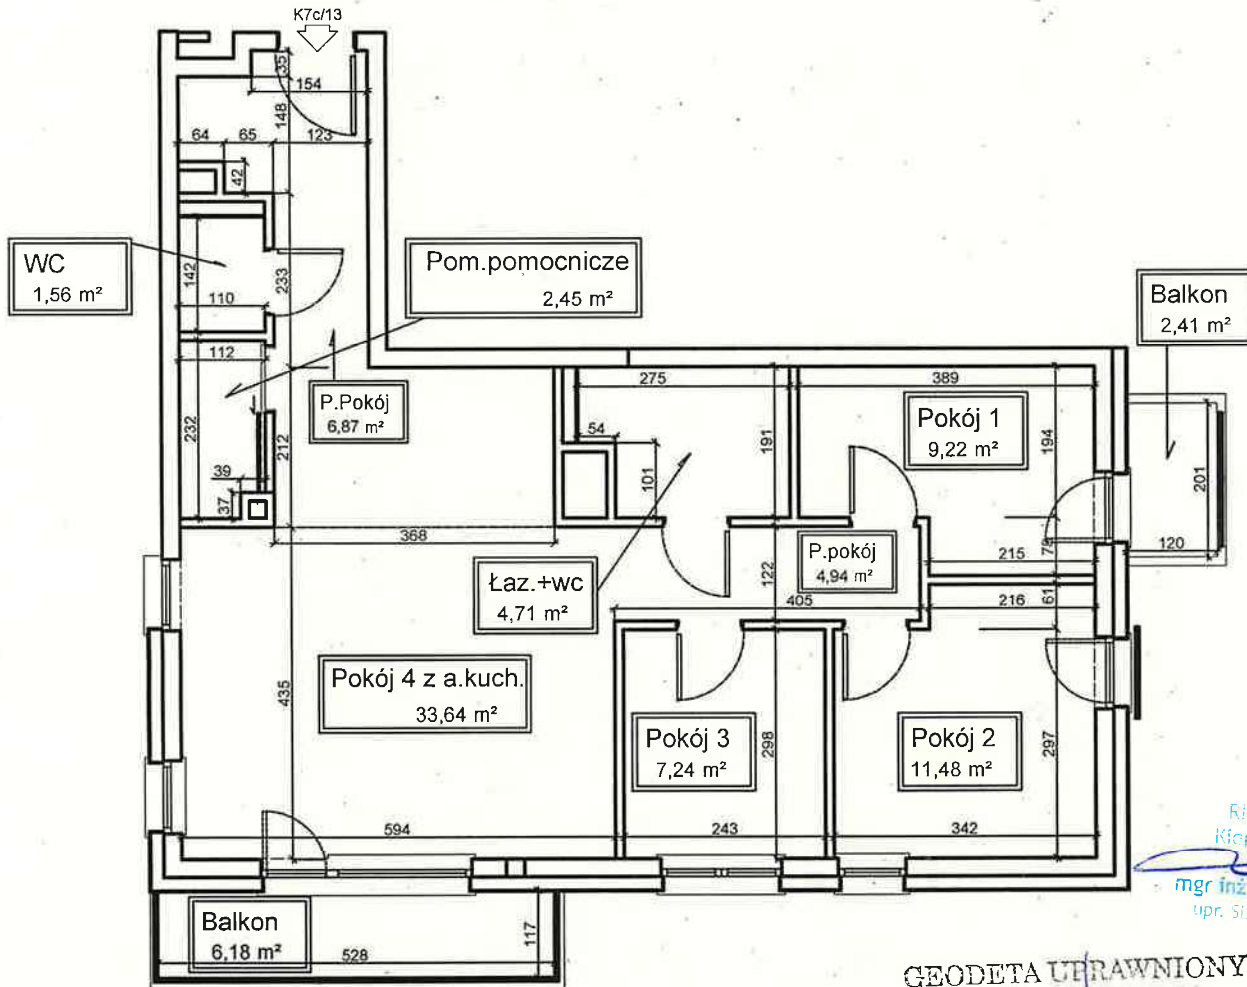 K7c/13
35
154
148
64
65
123
42
WC
1,56 m²
142
110
233
Pom.pomocnicze
2,45 m²
Balkon
2,41 m²
112
P.Pokój
6,87 m²
232
212
39
37
275
54
101
191
389
Pokój 1
9,22 m²
194
201
120
368
Łaz.+wc
4,71 m²
122
P.pokój
4,94 m²
215
405
216
61
435
Pokój 4 z a.kuch.
33,64 m²
Pokój 3
7,24 m²
298
Pokój 2
11,48 m²
297
594
243
342
Balkon
6,18 m²
528
117
mgr inż
upr.
GEODETA UPRAWNIONY